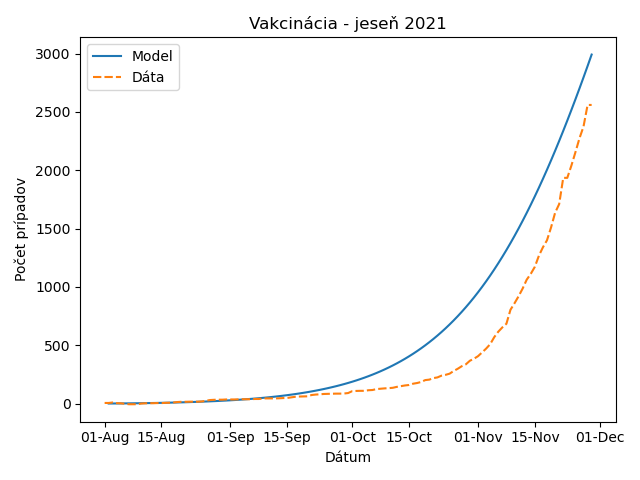 Vakcinácia - jeseň 2021
Model
Dáta
Počet prípadov
3000
2500
2000
1500
1000
500
0
01-Aug 15-Aug 01-Sep 15-Sep 01-Oct 15-Oct 01-Nov 15-Nov 01-Dec
Dátum